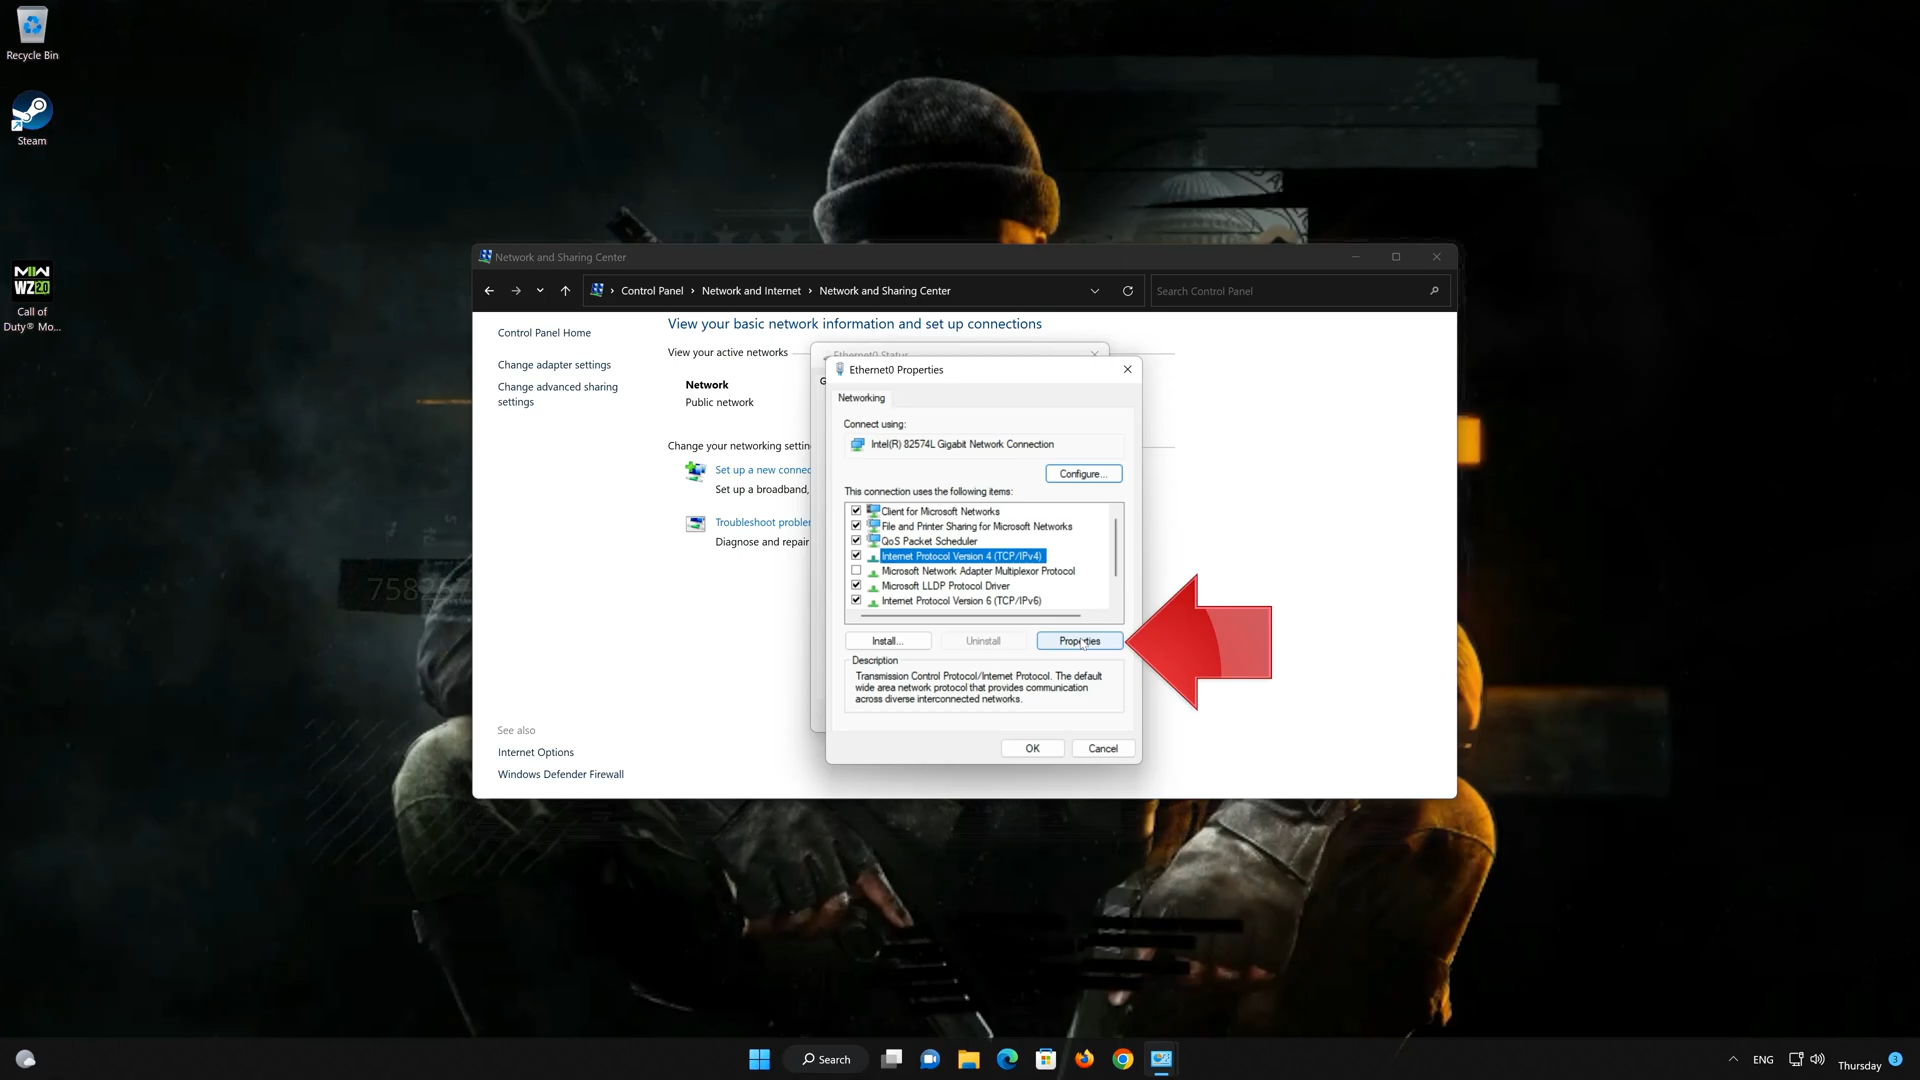 Recycle Bin
Steam
MW
WZ 2.0
Call of
Duty® Mo...
Network and Sharing Center
Control Panel
Network and Internet
Network and Sharing Center
Search Control Panel
Control Panel Home
Change adapter settings
Change advanced sharing
settings
View your basic network information and set up connections
View your active networks
Network
Public network
Change your networking settin
Set up a new connec
Set up a broadband,
Troubleshoot probler
Diagnose and repair
See also
Internet Options
Windows Defender Firewall
Ethernet0 Status
G
Ethernet0 Properties
Networking
Connect using:
Intel(R) 82574L Gigabit Network Connection
Configure...
This connection uses the following items:
Client for Microsoft Networks
File and Printer Sharing for Microsoft Networks
QoS Packet Scheduler
Internet Protocol Version 4 (TCP/IPv4)
Microsoft Network Adapter Multiplexor Protocol
Microsoft LLDP Protocol Driver
Internet Protocol Version 6 (TCP/IPv6)
Install...
Uninstall
Properties
Description
Transmission Control Protocol/Internet Protocol. The default
wide area network protocol that provides communication
across diverse interconnected networks.
OK
Cancel
Search
ENG
Thursday
3